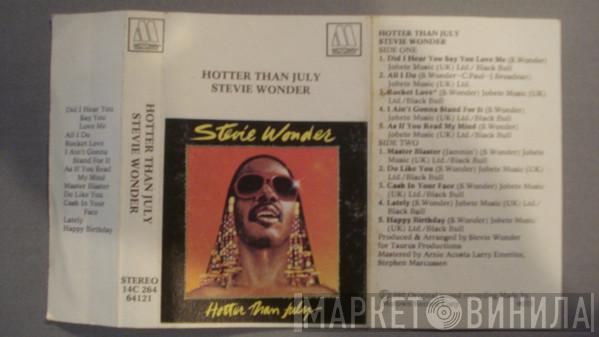 Did I Hear You
Say You
Love Me
All I Do
Rocket Love
I Ain't Gonna
Stand For It
As If You Read
My Mind
Master Blaster
Do Like You
Cash In Your
Face
Lately
Happy Birthday
HOTTER THAN JULY
STEVIE WONDER
STEREO
14C 264
64121
MOTOWN
HOTTER THAN JULY
STEVIE WONDER
Stevie Wonder
Hotter Than July
HOTTER THAN JULY
STEVIE WONDER
SIDE ONE
1. Did I Hear You Say You Love Me (S.Wonder)
Jobete Music (UK) Ltd./ Black Bull
2. All I Do (S.Wonder-C.Paul- Broadnax)
Jobete Music (UK) Ltd./Black Bull
3. Rocket Love* (S.Wonder) Jobete Music (UK)
Ltd./Black Bull
4. I Ain't Gonna Stand For It (S.Wonder)
Jobete Music (UK) Ltd./Black Bull
5. As If You Read My Mind (S.Wonder)
Jobete Music (UK) Ltd./Black Bull
SIDE TWO
1. Master Blaster (Jammin') (S.Wonder) Jobete
Music (UK) Ltd./Black Bull
2. Do Like You (S.Wonder) Jobete Music (UK)
Ltd./Black Bull
3. Cash In Your Face (S.Wonder) Jobete Music
(UK) Ltd./Black Bull
4. Lately (S.Wonder) Jobete Music (UK)
Ltd./Black Bull
5. Happy Birthday (S.Wonder) Jobete Music
(UK) Ltd./Black Bull
Produced & Arranged by Stevie Wonder
for Taurus Productions
Mastered by Arnie Acosta Larry Emerine,
Stephen Marcussen
МАРКЕТ ВИНИЛА!